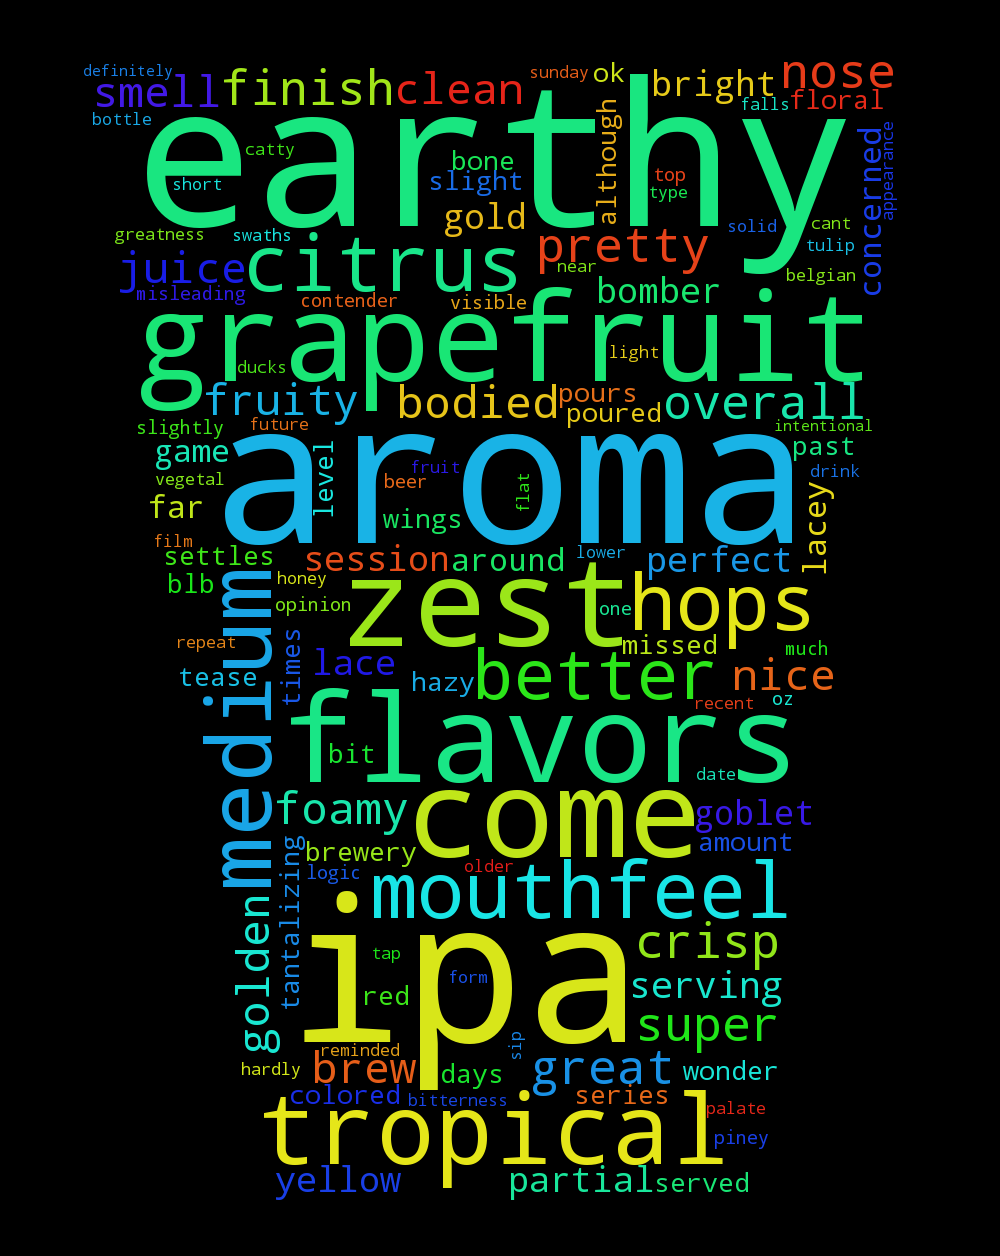 definitely
smell
finish
clean
sunday
ok
bright
nose
bottle
earthy
falls
floral
catty
bone
although
concerned
appearance
short
slight
top
type
gold
solid
cant
greatness
swaths
citrus
pretty
tulip
juice
near
belgian
misleading
contender
visible
bomber
grapefruit
light
ducks
fruity
bodied
pours
poured
overall
slightly
future
aroma
intentional
game
level
past
vegetal
fruit
beer
flat
drink
far
wings
lacey
film
settles
session
around
lower
perfect
blb
honey
zest
hops
medium
opinion
one
repeat
times
missed
much
tease
lace
hazy
better
nice
recent
oz
flavors
bit
date
foamy
come
goblet
tantalizing
brewery
amount
logic
older
mouthfeel
golden
ipa
crisp
tap
form
red
serving
super
sip
reminded
hardly
brew
days
great
wonder
colored
bitterness
series
tropical
palate
piney
yellow
partial
served